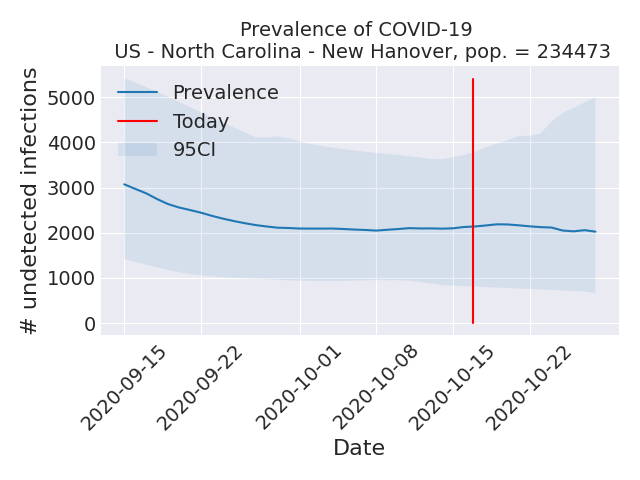 Prevalence of COVID-19
US - North Carolina - New Hanover, pop. = 234473
# undetected infections
5000
4000
3000
2000
1000
0
Prevalence
Today
95CI
2020-09-15
2020-09-22
2020-10-01
2020-10-08
2020-10-15
2020-10-22
Date